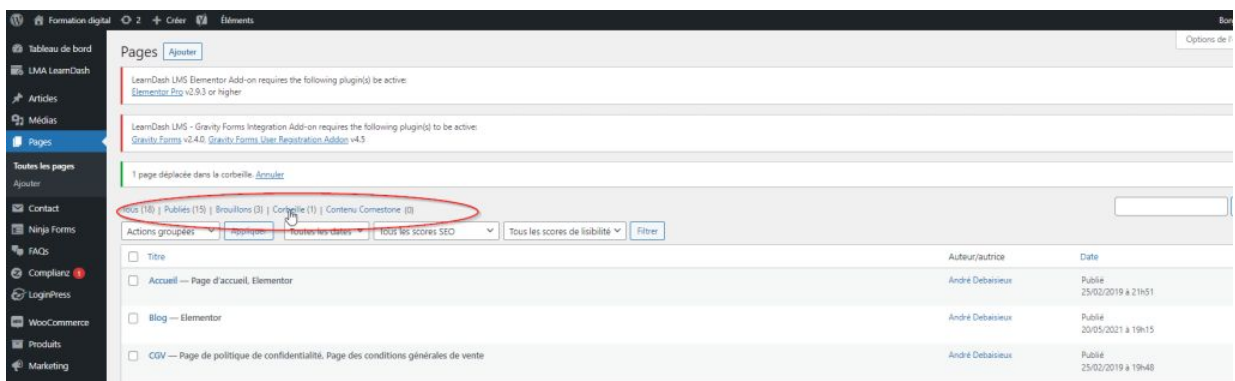 Formation digital 2 + Créer Éléments Bon
Tableau de bord
LMA LearnDash
Articles
Médias
Pages
Toutes les pages
Ajouter
Contact
Ninja Forms
FAQs
Complianz 1
LoginPress
WooCommerce
Produits
Marketing
Options de l'
Pages Ajouter
LearnDash LMS Elementor Add-on requires the following plugin(s) be active:
Elementor Pro v2.9.3 or higher
LearnDash LMS - Gravity Forms Integration Add-on requires the following plugin(s) to be active:
Gravity Forms v2.4.0, Gravity Forms User Registration Addon v4.5
1 page déplacée dans la corbeille. Annuler
Tous (18) | Publiés (15) | Brouillons (3) | Corbeille (1) | Contenu Cornestone (0)
Actions groupées Appliquer Toutes les dates Tous les scores SEO Tous les scores de lisibilité Filtrer
Titre Auteur/autrice Date
Accueil — Page d'accueil, Elementor André Debaisieux Publié
25/02/2019 à 21h51
Blog — Elementor André Debaisieux Publié
20/05/2021 à 19h15
CGV — Page de politique de confidentialité, Page des conditions générales de vente André Debaisieux Publié
25/02/2019 à 19h48